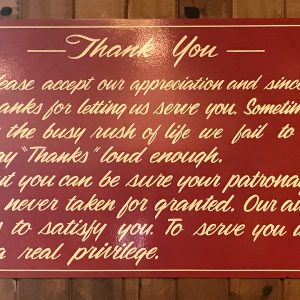 — Thank You —
ease accept our appreciation and since
anks for letting us serve you. Sometim
the busy rush of life we fail to
ay "Thanks" loud enough.
t you can be sure your patrona
never taken for granted. Our ai
to satisfy you. To serve you
a real privilege.